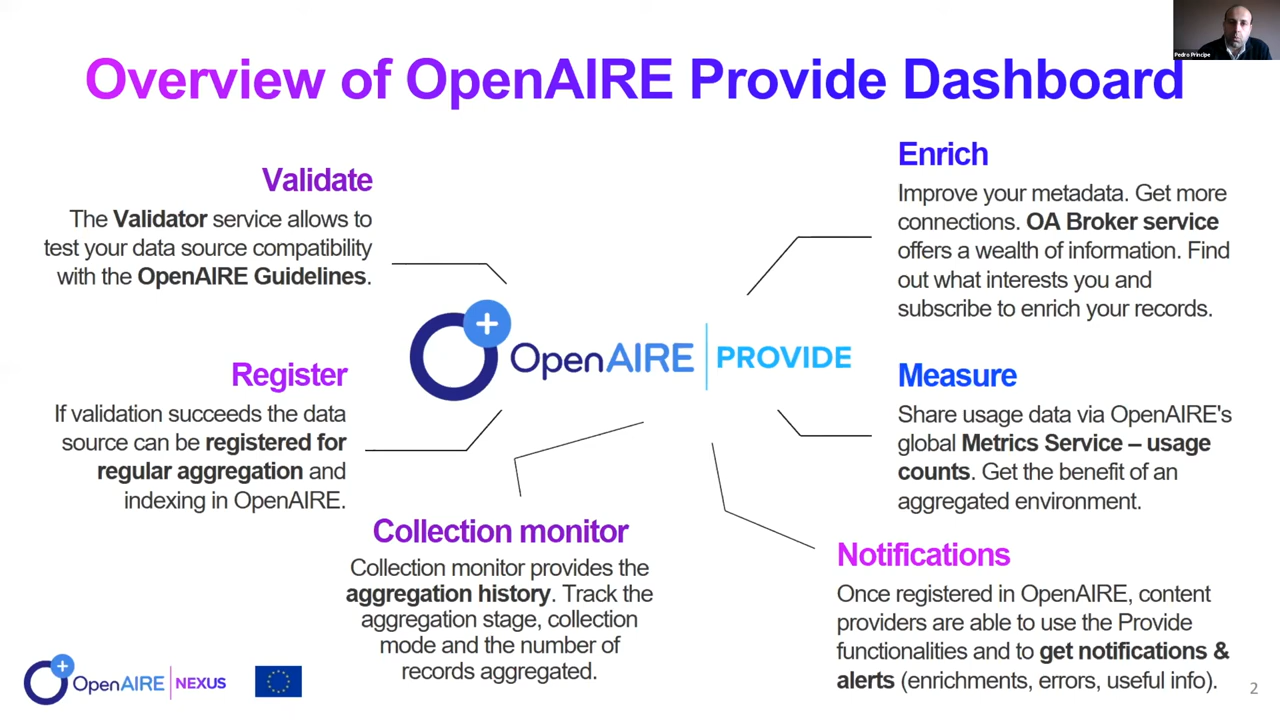 Pedro Principe
Overview of OpenAIRE Provide Dashboard
Validate
The Validator service allows to
test your data source compatibility
with the OpenAIRE Guidelines.
Enrich
Improve your metadata. Get more
connections. OA Broker service
offers a wealth of information. Find
out what interests you and
subscribe to enrich your records.
OpenAIRE PROVIDE
Register
If validation succeeds the data
source can be registered for
regular aggregation and
indexing in OpenAIRE.
Measure
Share usage data via OpenAIRE's
global Metrics Service – usage
counts. Get the benefit of an
aggregated environment.
Collection monitor
Collection monitor provides the
aggregation history. Track the
aggregation stage, collection
mode and the number of
records aggregated.
Notifications
Once registered in OpenAIRE, content
providers are able to use the Provide
functionalities and to get notifications &
alerts (enrichments, errors, useful info).
OpenAIRE NEXUS
2